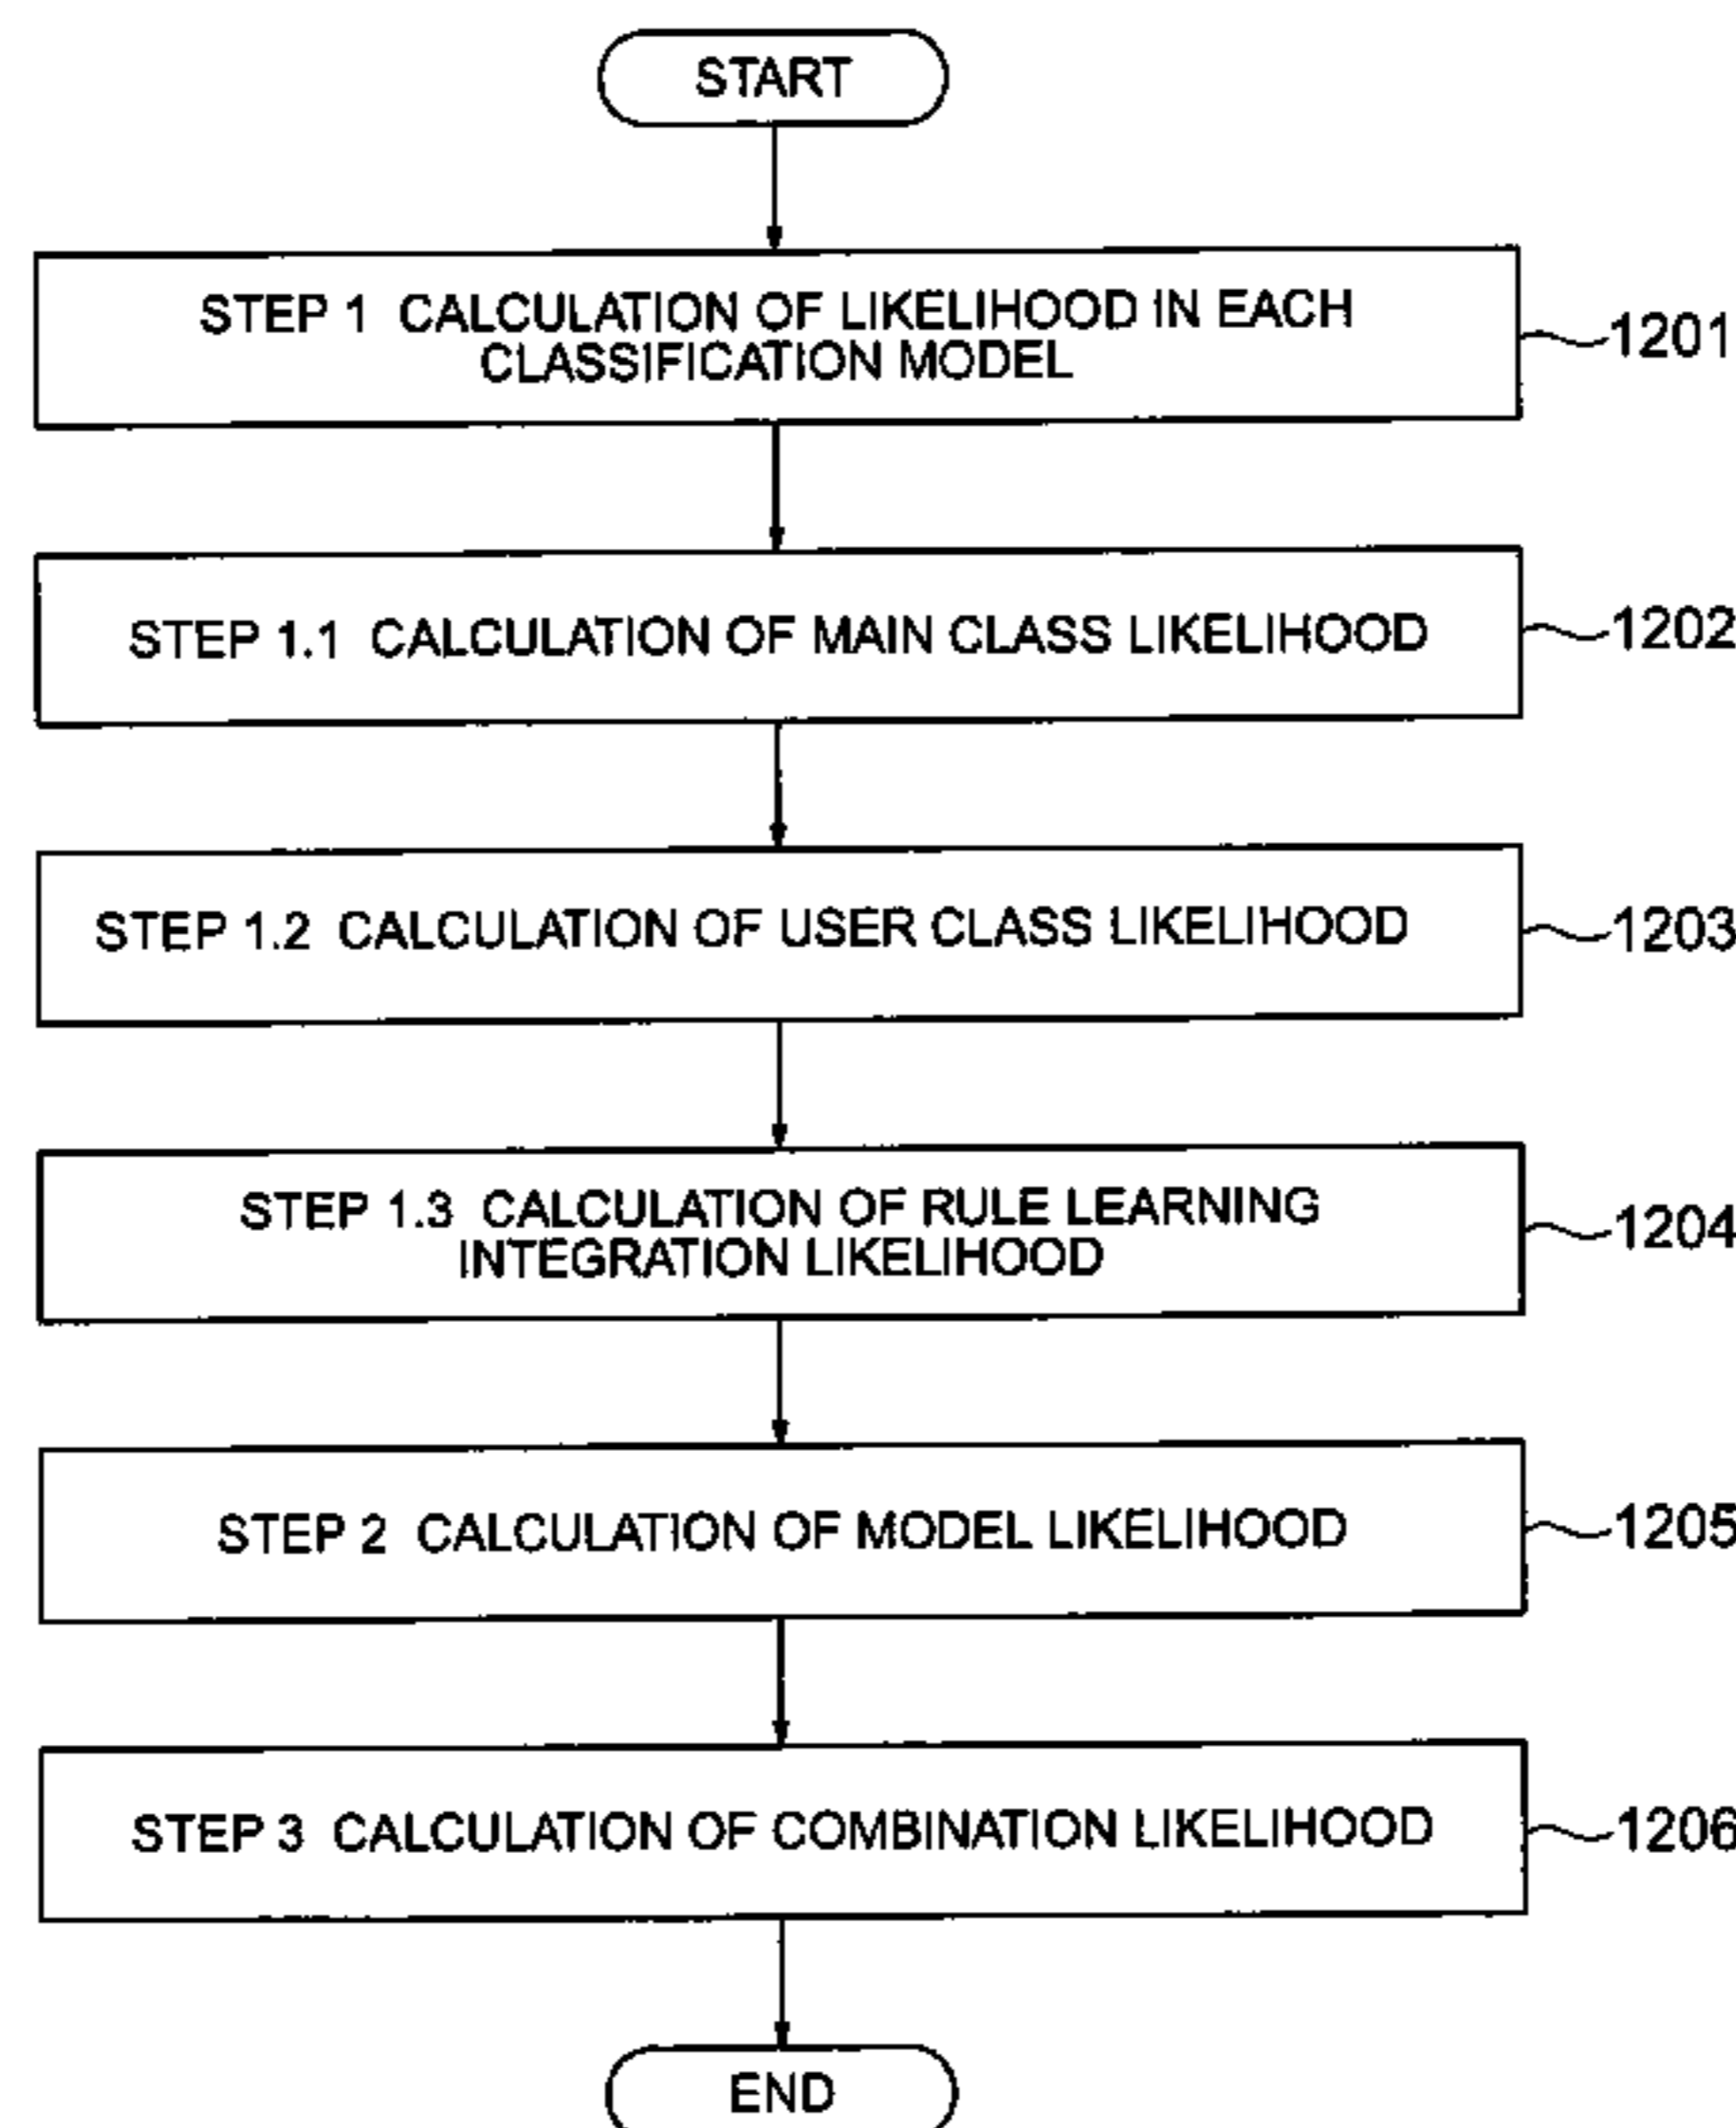 START
STEP 1 CALCULATION OF LIKELIHOOD IN EACH
CLASSIFICATION MODEL
1201
STEP 1.1 CALCULATION OF MAIN CLASS LIKELIHOOD
1202
STEP 1.2 CALCULATION OF USER CLASS LIKELIHOOD
1203
STEP 1.3 CALCULATION OF RULE LEARNING
INTEGRATION LIKELIHOOD
1204
STEP 2 CALCULATION OF MODEL LIKELIHOOD
1205
STEP 3 CALCULATION OF COMBINATION LIKELIHOOD
1206
END